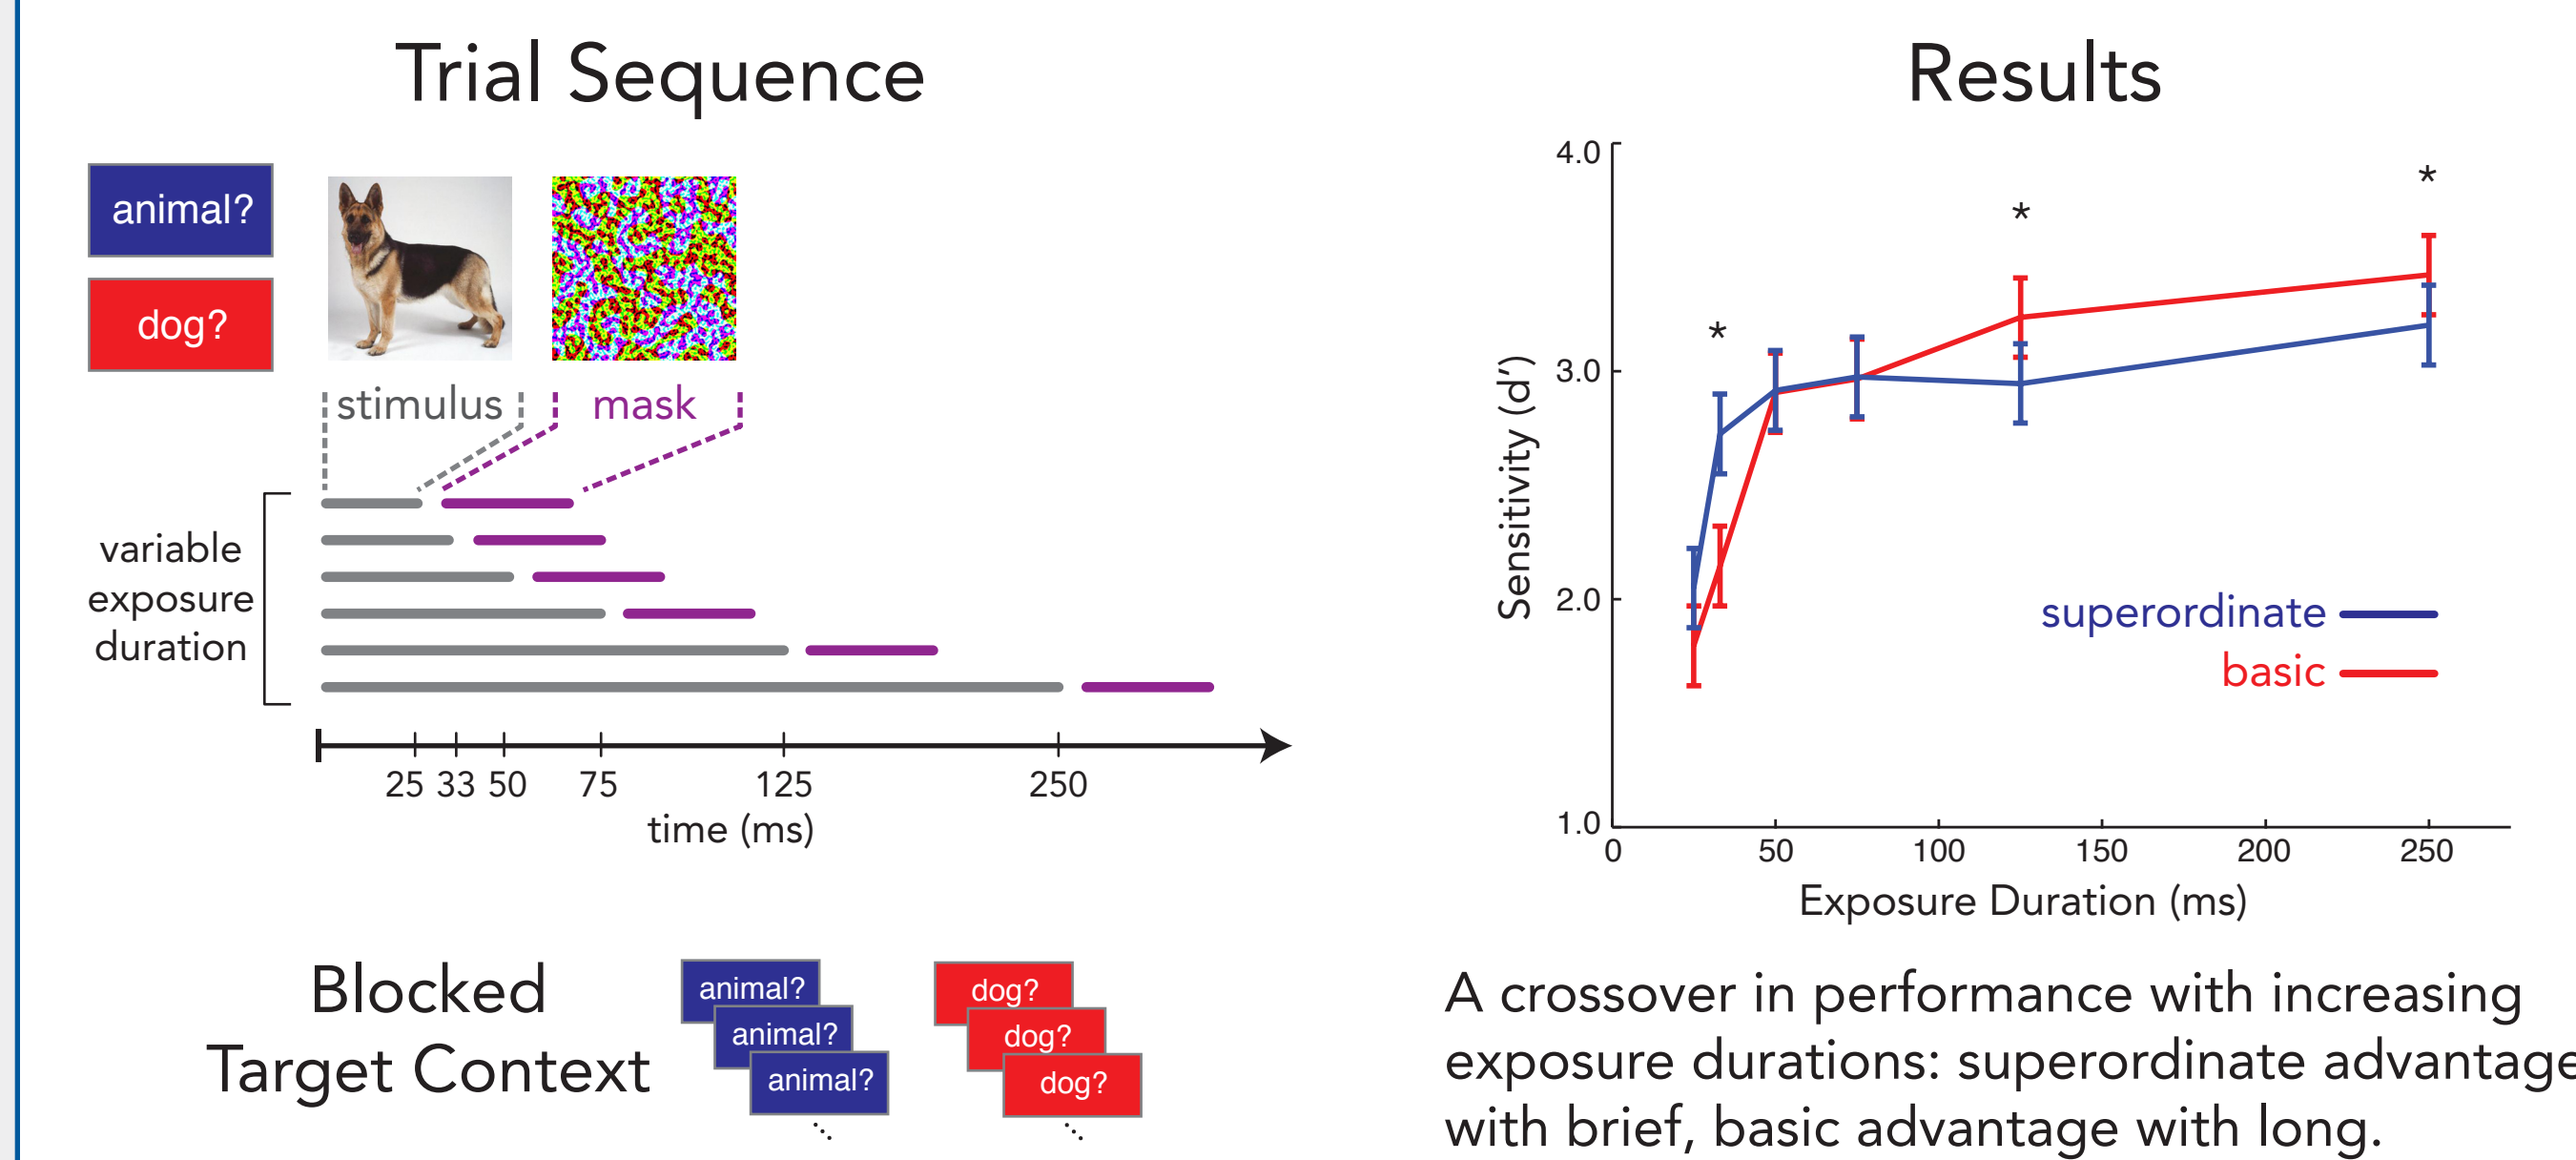 Trial Sequence
animal?
dog?
stimulus
mask
variable
exposure
duration
25 33 50 75 125 250
time (ms)
Blocked
Target Context
animal?
animal?
animal?
...
dog?
dog?
dog?
...
Results
4.0
3.0
2.0
1.0
Sensitivity (d′)
*
*
*
superordinate
basic
0 50 100 150 200 250
Exposure Duration (ms)
A crossover in performance with increasing
exposure durations: superordinate advantage
with brief, basic advantage with long.